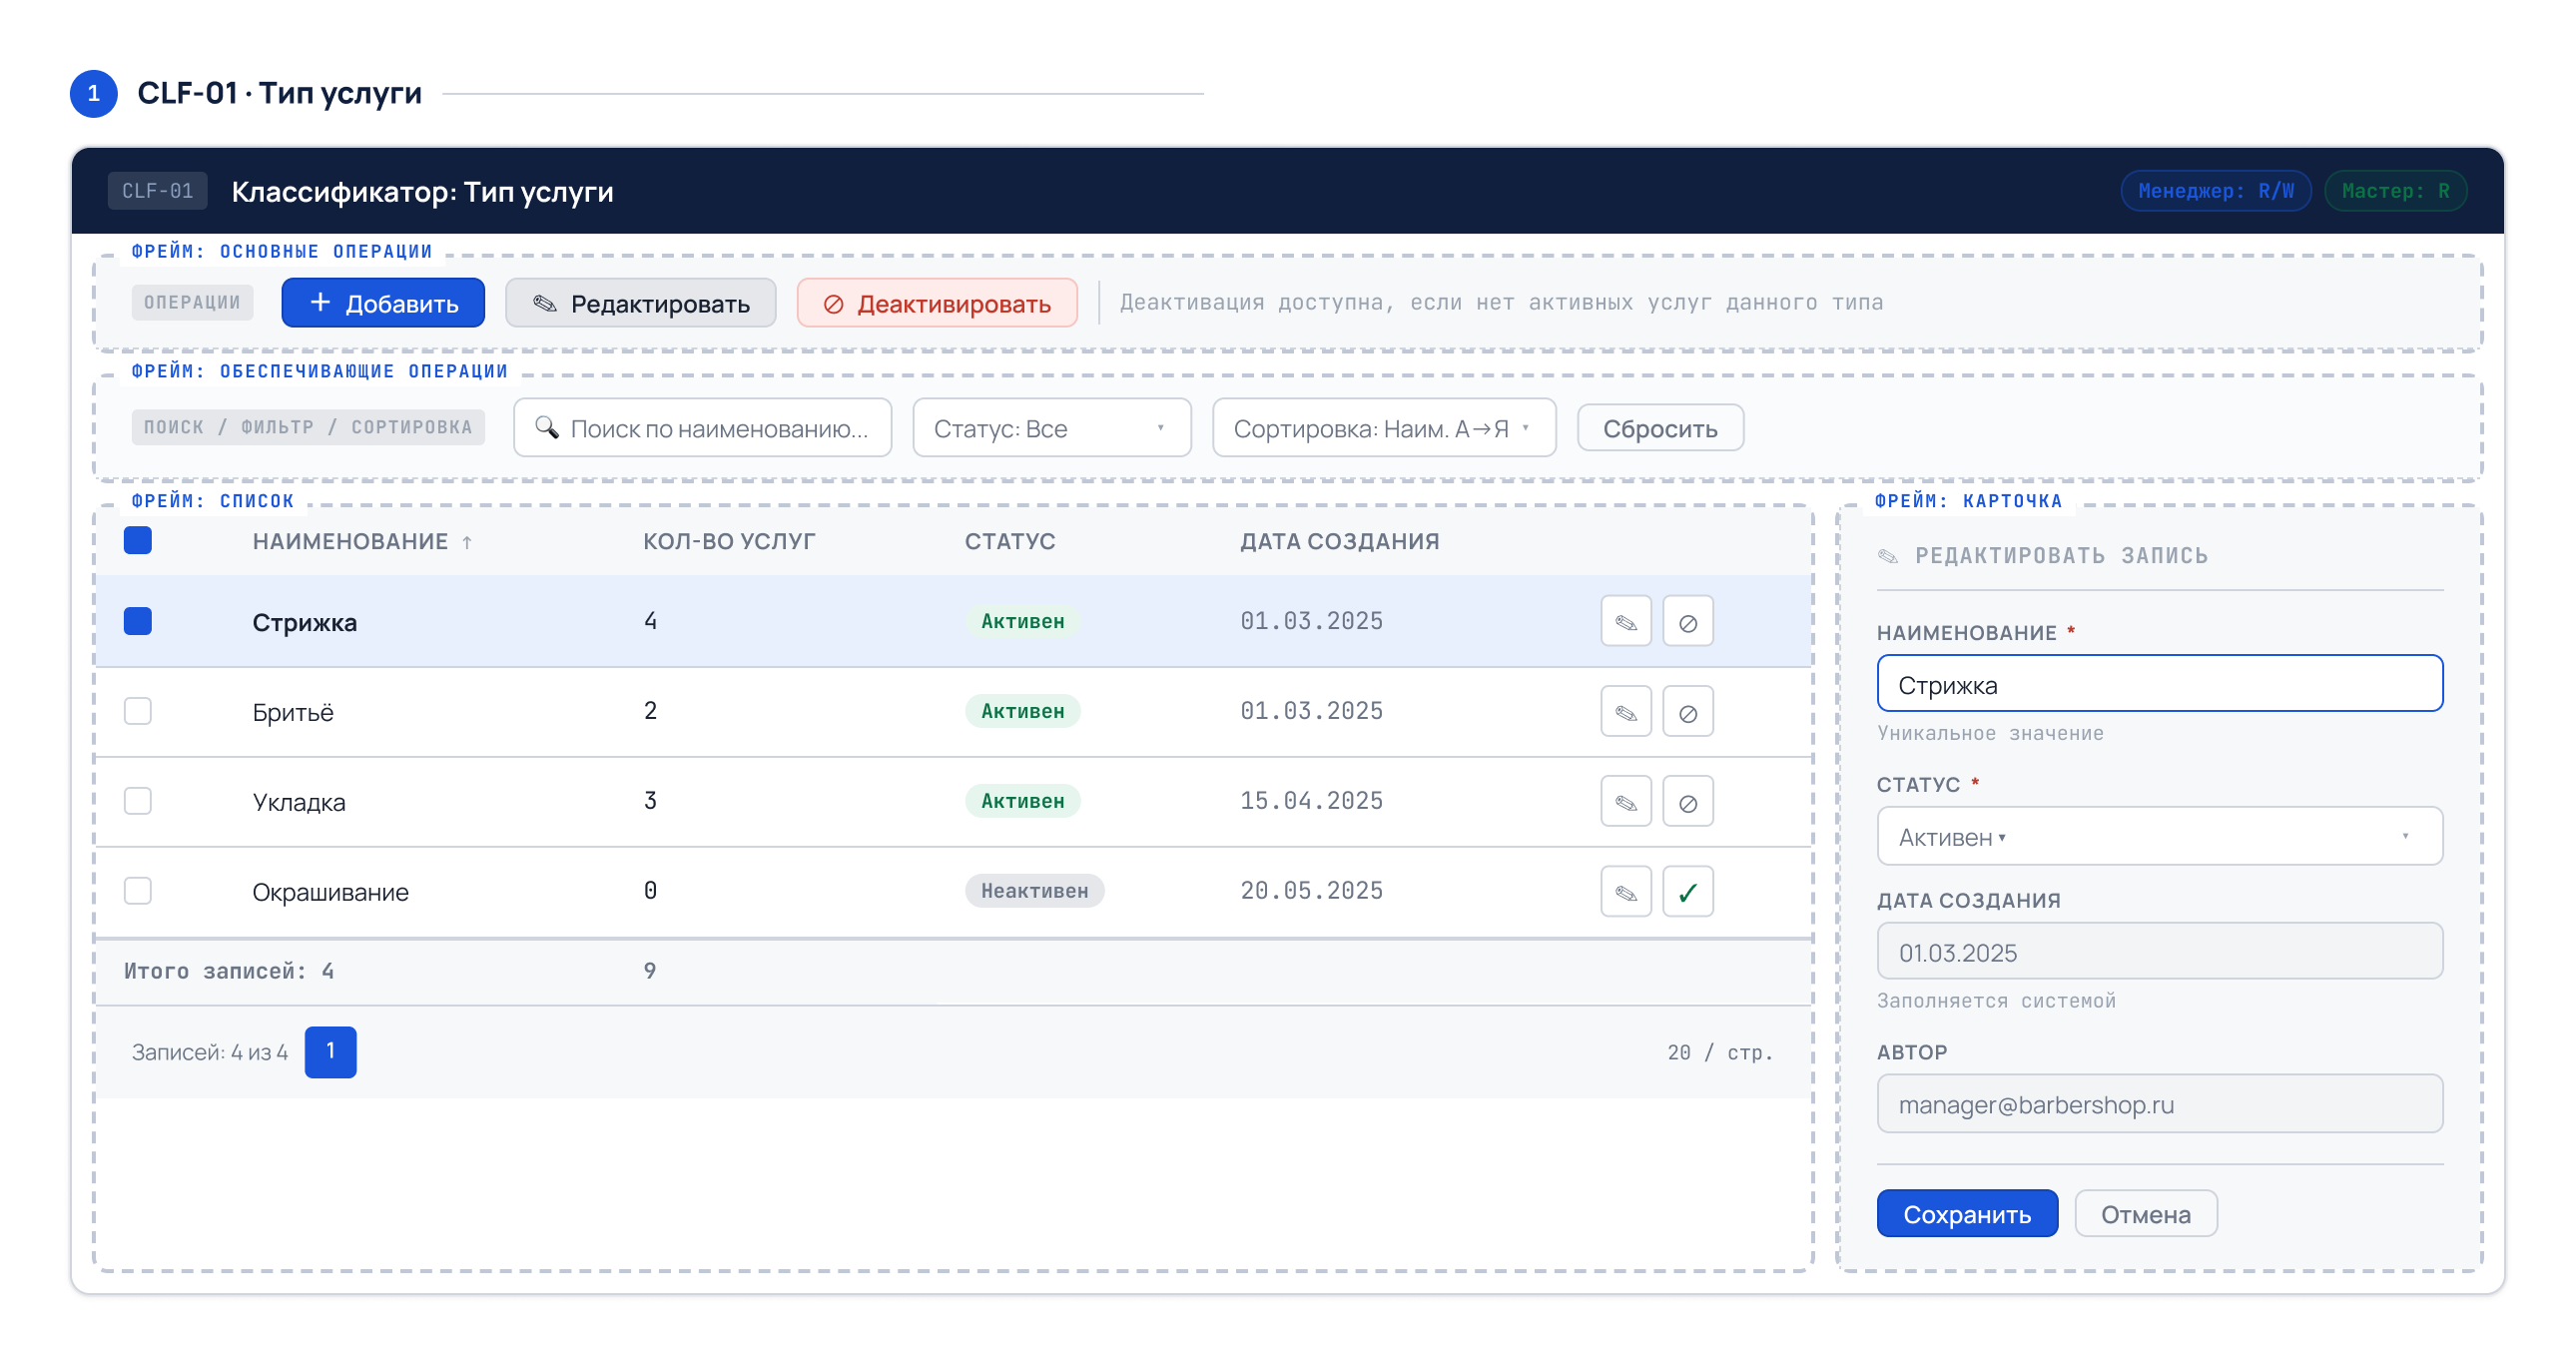 1 CLF-01 · Тип услуги
CLF-01 Классификатор: Тип услуги Менеджер: R/W Мастер: R
ФРЕЙМ: ОСНОВНЫЕ ОПЕРАЦИИ
ОПЕРАЦИИ + Добавить ✎ Редактировать ⊘ Деактивировать Деактивация доступна, если нет активных услуг данного типа
ФРЕЙМ: ОБЕСПЕЧИВАЮЩИЕ ОПЕРАЦИИ
ПОИСК / ФИЛЬТР / СОРТИРОВКА 🔍 Поиск по наименованию... Статус: Все ▾ Сортировка: Наим. А→Я ▾ Сбросить
ФРЕЙМ: СПИСОК
НАИМЕНОВАНИЕ ↑ КОЛ-ВО УСЛУГ СТАТУС ДАТА СОЗДАНИЯ
Стрижка 4 Активен 01.03.2025 ✎ ⊘
Бритьё 2 Активен 01.03.2025 ✎ ⊘
Укладка 3 Активен 15.04.2025 ✎ ⊘
Окрашивание 0 Неактивен 20.05.2025 ✎ ✓
Итого записей: 4 9
Записей: 4 из 4 1 20 / стр.
ФРЕЙМ: КАРТОЧКА
✎ РЕДАКТИРОВАТЬ ЗАПИСЬ
НАИМЕНОВАНИЕ *
Стрижка
Уникальное значение
СТАТУС *
Активен ▾ ▾
ДАТА СОЗДАНИЯ
01.03.2025
Заполняется системой
АВТОР
manager@barbershop.ru
Сохранить Отмена